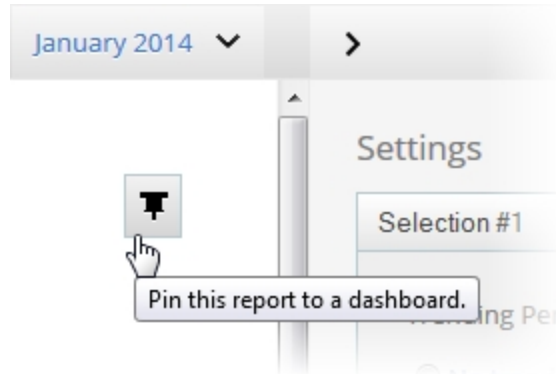 January 2014
Settings
Selection #1
Pin this report to a dashboard.